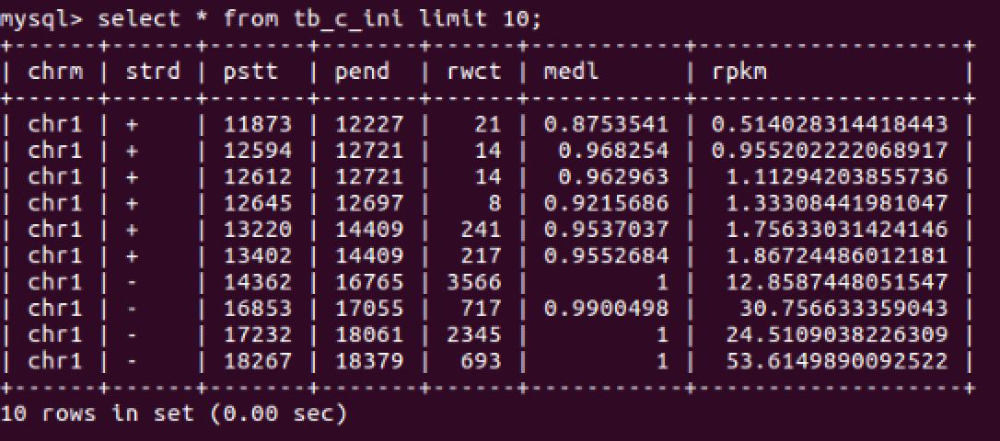 mysql> select * from tb_c_ini limit 10;
+------+------+-------+-------+------+-----------+-------------------+
| chrm | strd | pstt  | pend  | rwct | medl      | rpkm              |
+------+------+-------+-------+------+-----------+-------------------+
| chr1 | +    | 11873 | 12227 |   21 | 0.8753541 | 0.514028314418443 |
| chr1 | +    | 12594 | 12721 |   14 |  0.968254 | 0.955202222068917 |
| chr1 | +    | 12612 | 12721 |   14 |  0.962963 |  1.11294203855736 |
| chr1 | +    | 12645 | 12697 |    8 | 0.9215686 |  1.33308441981047 |
| chr1 | +    | 13220 | 14409 |  241 | 0.9537037 |  1.75633031424146 |
| chr1 | +    | 13402 | 14409 |  217 | 0.9552684 |  1.86724486012181 |
| chr1 | -    | 14362 | 16765 | 3566 |         1 |  12.8587448051547 |
| chr1 | -    | 16853 | 17055 |  717 | 0.9900498 |   30.756633359043 |
| chr1 | -    | 17232 | 18061 | 2345 |         1 |  24.5109038226309 |
| chr1 | -    | 18267 | 18379 |  693 |         1 |  53.6149890092522 |
+------+------+-------+-------+------+-----------+-------------------+
10 rows in set (0.00 sec)